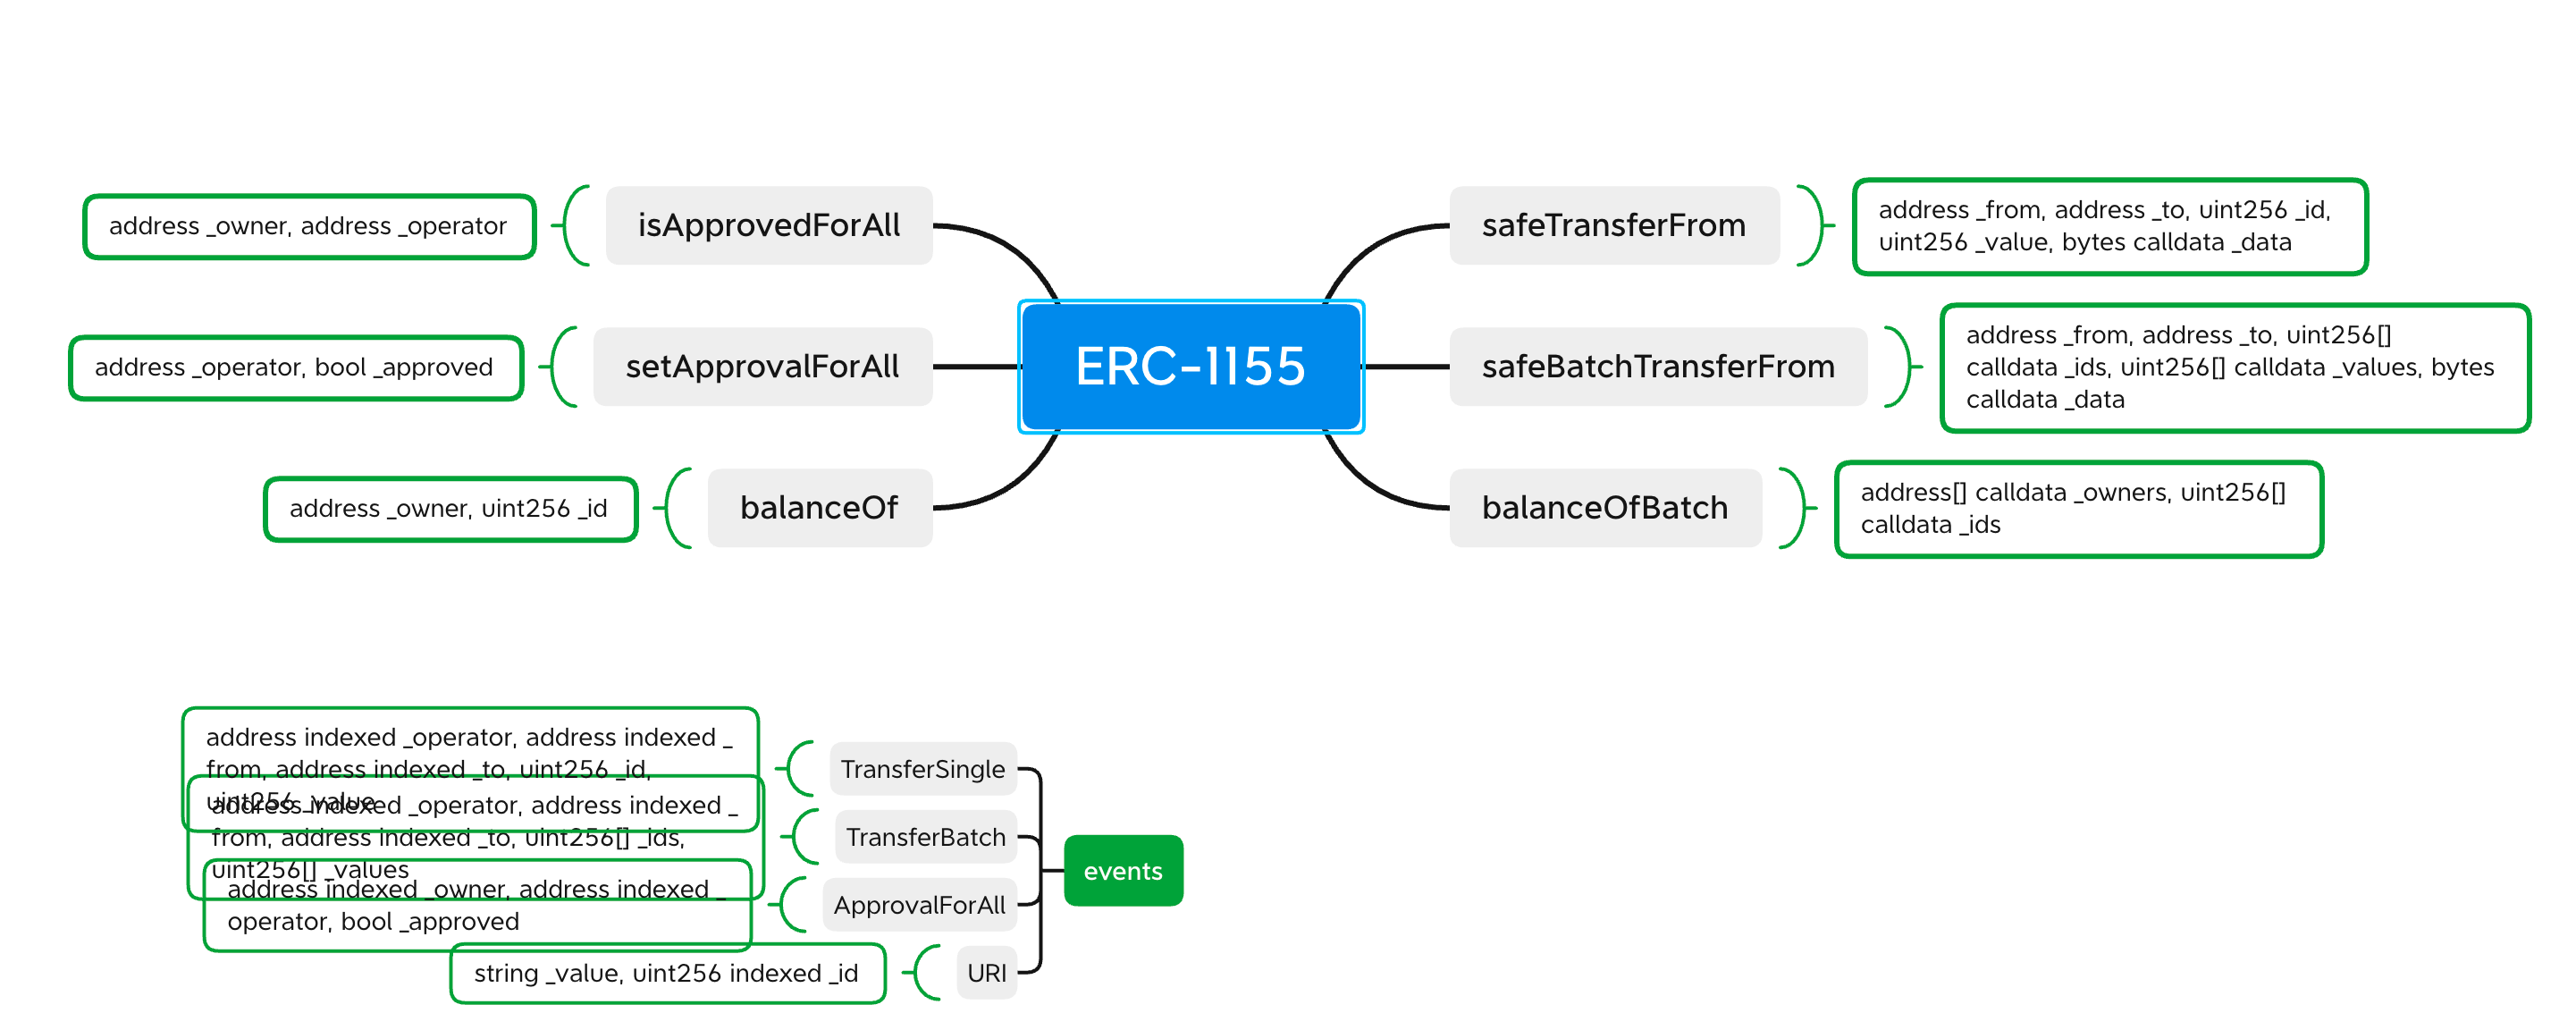 ERC-1155
isApprovedForAll
address _owner, address _operator
setApprovalForAll
address _operator, bool _approved
balanceOf
address _owner, uint256 _id
safeTransferFrom
address _from, address _to, uint256 _id,
uint256 _value, bytes calldata _data
safeBatchTransferFrom
address _from, address _to, uint256[]
calldata _ids, uint256[] calldata _values, bytes
calldata _data
balanceOfBatch
address[] calldata _owners, uint256[]
calldata _ids
events
TransferSingle
address indexed _operator, address indexed _
from, address indexed _to, uint256 _id,
uint256 _value
TransferBatch
address indexed _operator, address indexed _
from, address indexed _to, uint256[] _ids,
uint256[] _values
ApprovalForAll
address indexed _owner, address indexed _
operator, bool _approved
URI
string _value, uint256 indexed _id